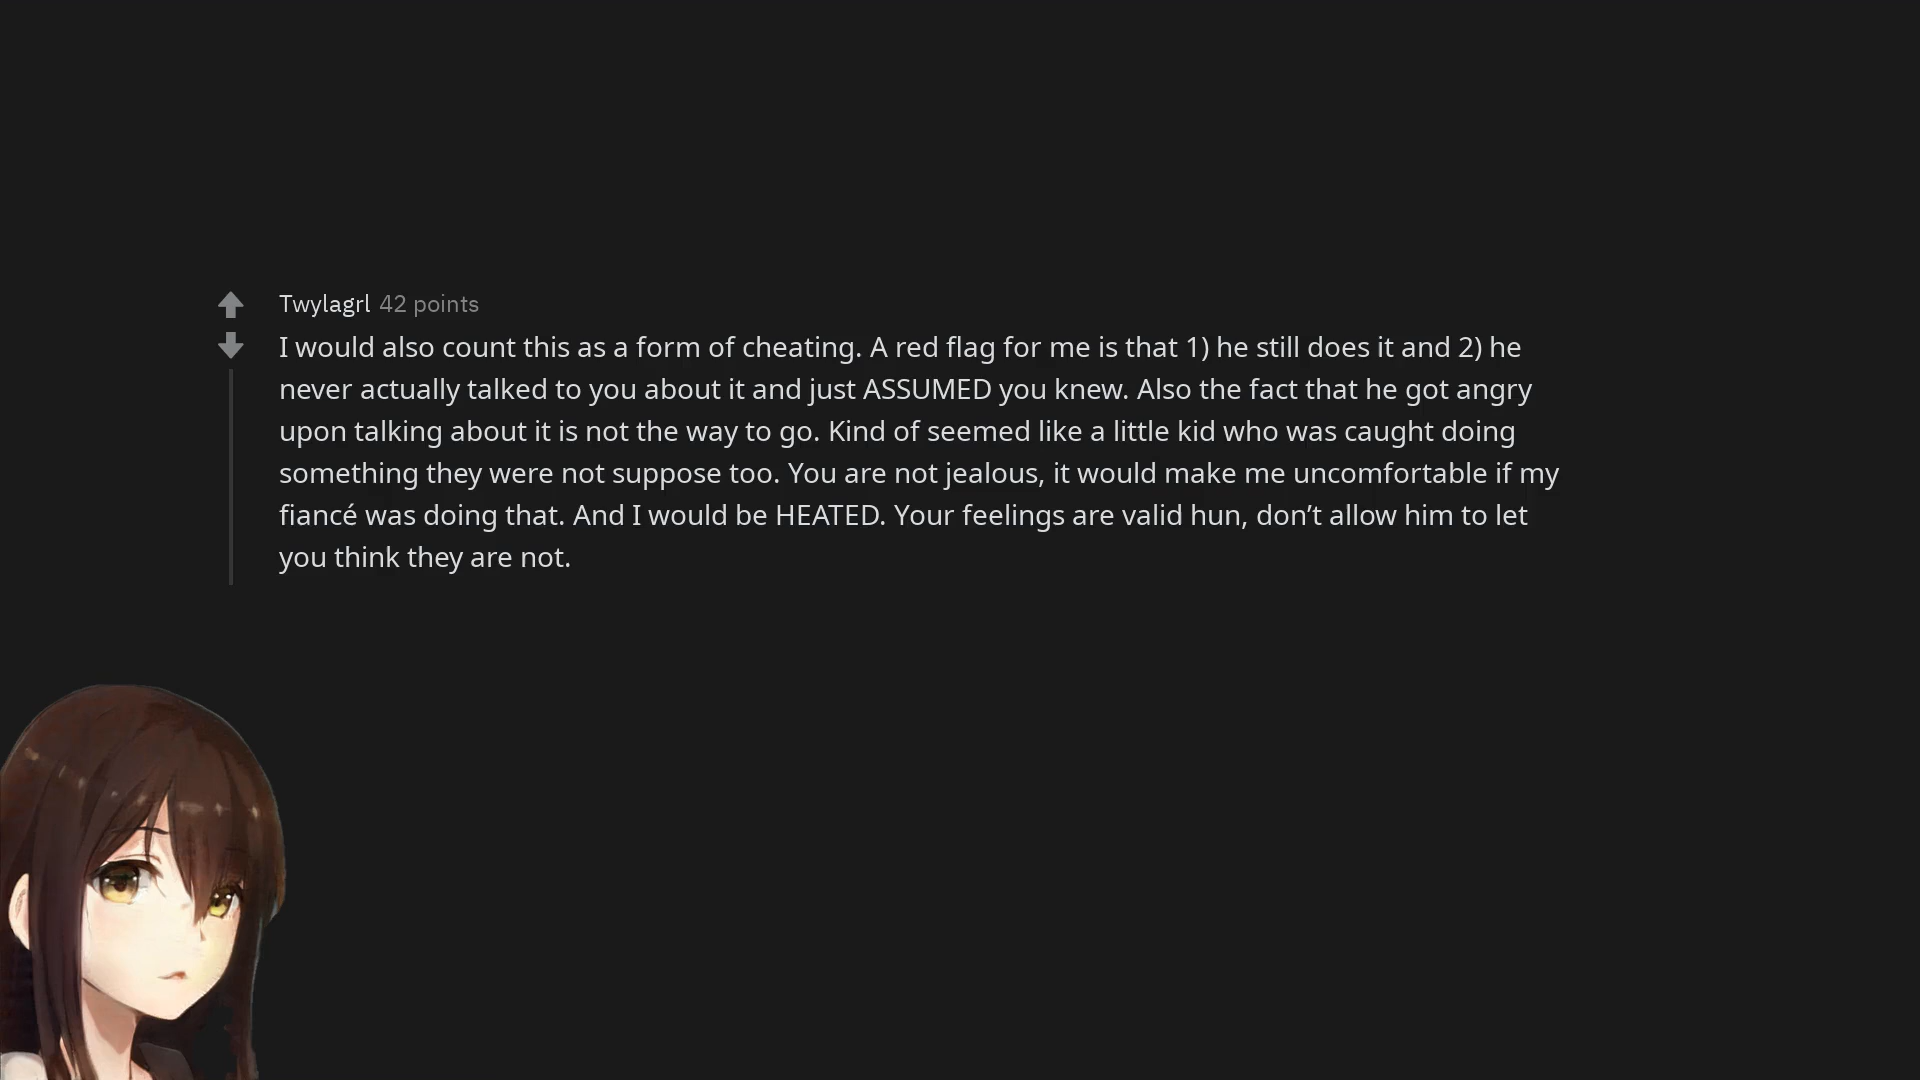 Twylagrl 42 points
I would also count this as a form of cheating. A red flag for me is that 1) he still does it and 2) he
never actually talked to you about it and just ASSUMED you knew. Also the fact that he got angry
upon talking about it is not the way to go. Kind of seemed like a little kid who was caught doing
something they were not suppose too. You are not jealous, it would make me uncomfortable if my
fiancé was doing that. And I would be HEATED. Your feelings are valid hun, don’t allow him to let
you think they are not.